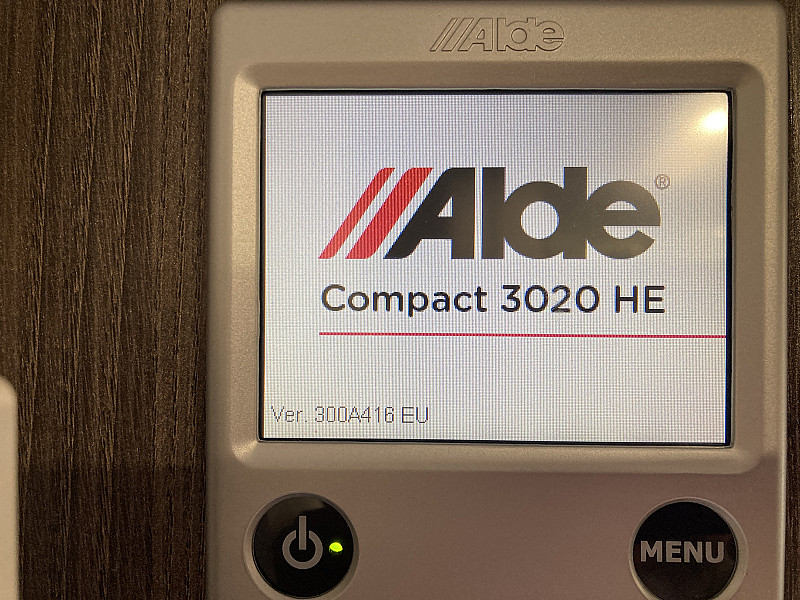 Alde
Alde®
Compact 3020 HE
Ver. 300A416 EU
MENU